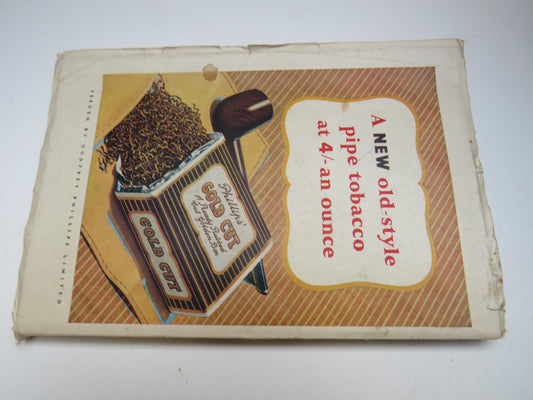 A NEW old-style
pipe tobacco
at 4/- an ounce
Phillips'
GOLD CUT
GOLD CUT
ISSUED BY GODFREY PHILLIPS LIMITED